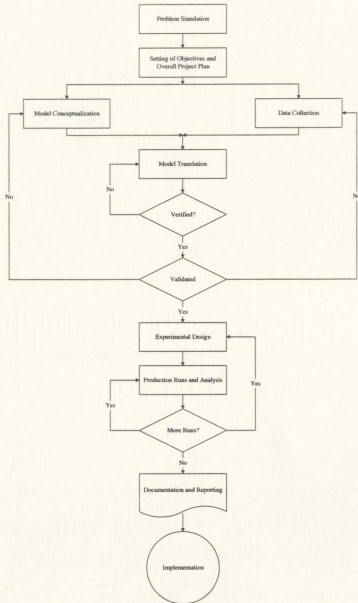 Problem Simulation
Setting of Objectives and
Overall Project Plan
Model Conceptualization
Data Collection
Model Translation
No
No
No
Verified?
Yes
Validated
Yes
Experimental Design
Production Runs and Analysis
Yes
Yes
More Runs?
No
Documentation and Reporting
Implementation